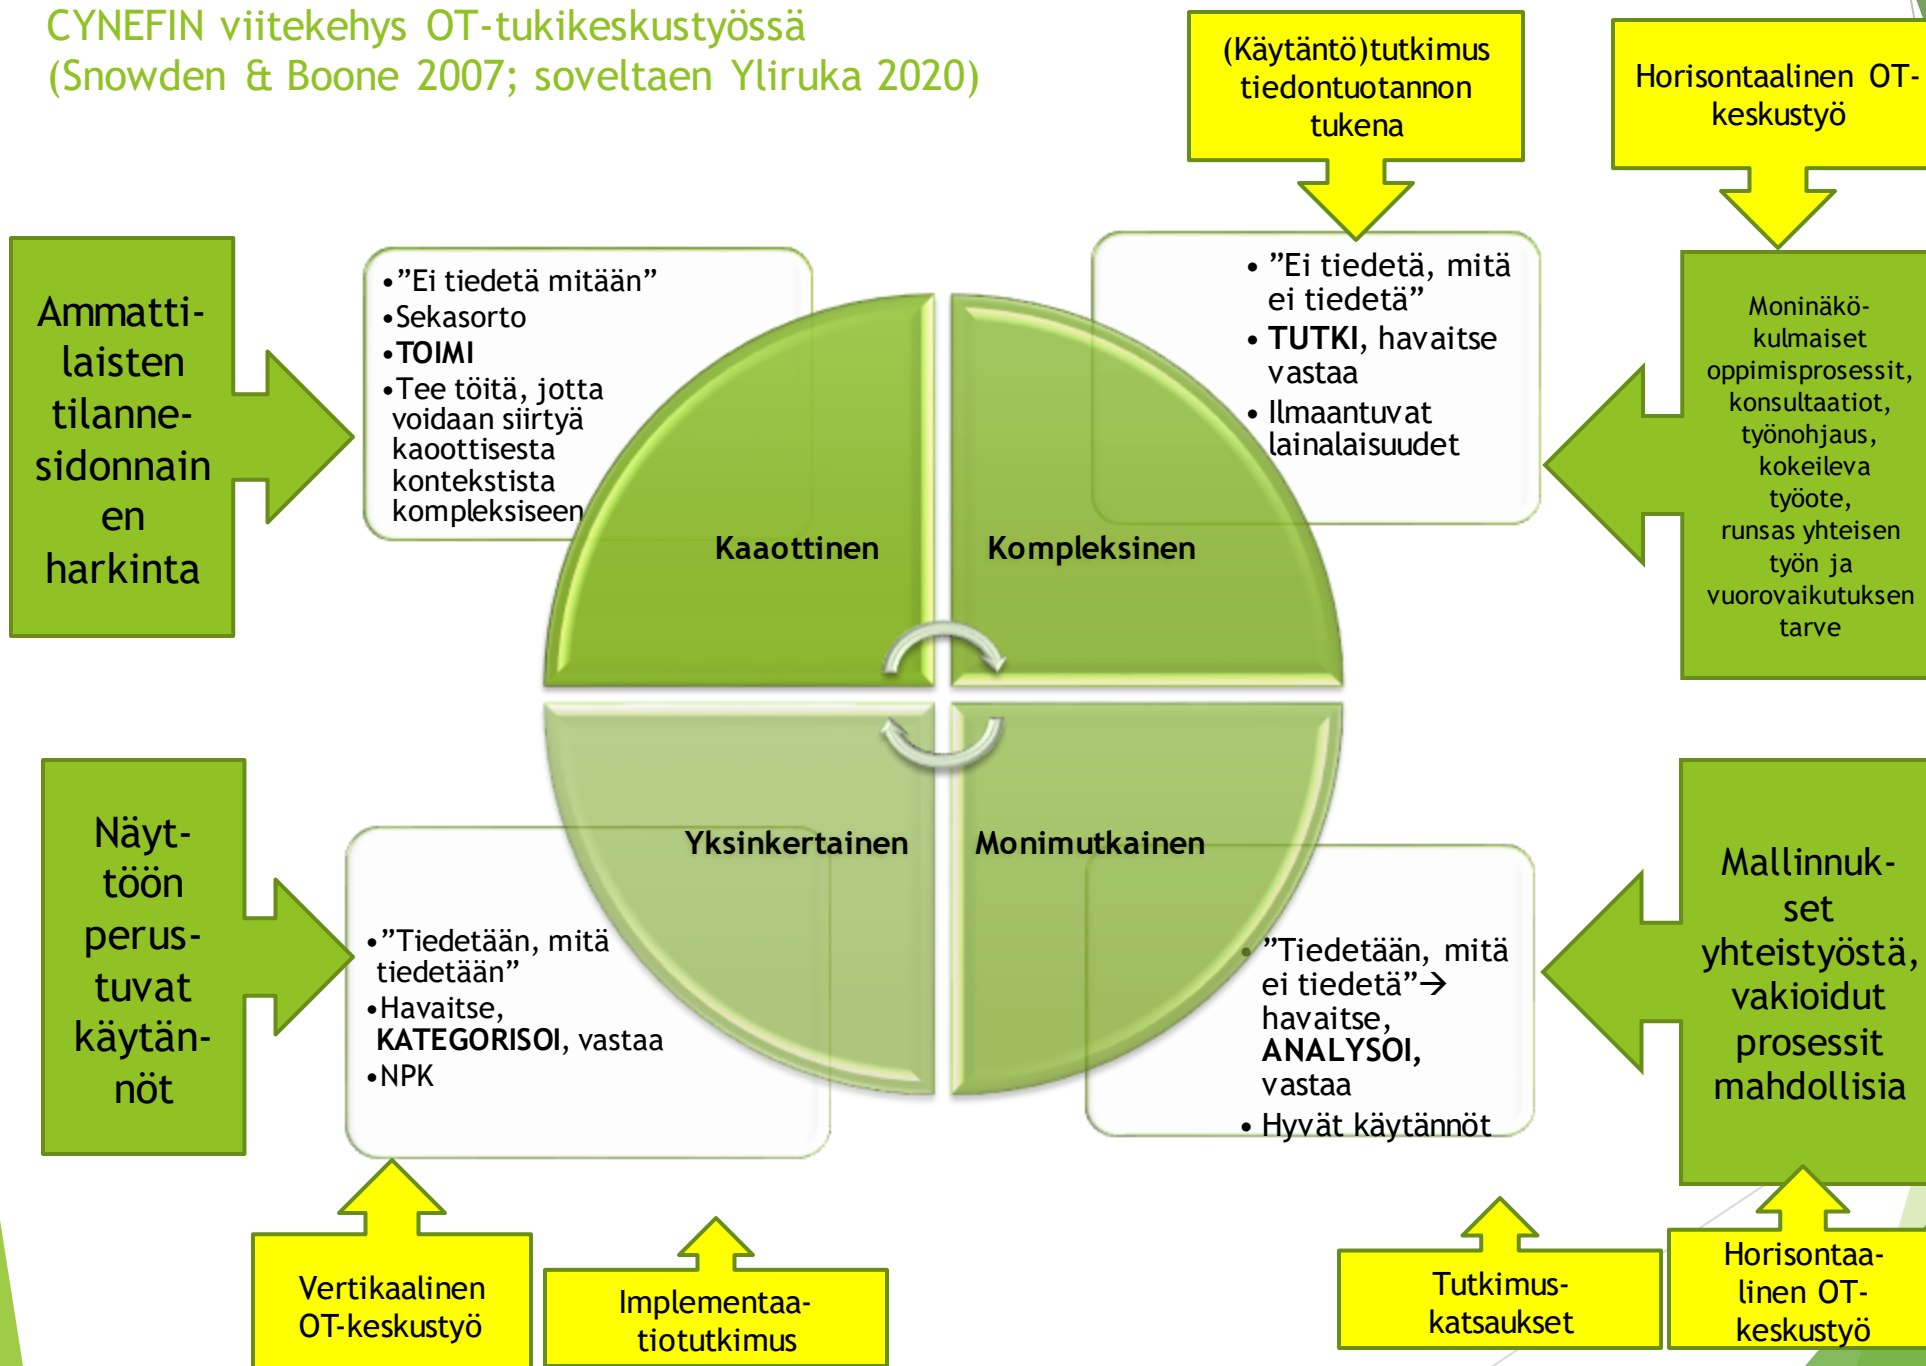 CYNEFIN viitekehys OT-tukikeskustyössä
(Snowden & Boone 2007; soveltaen Yliruka 2020)
(Käytäntö)tutkimus
tiedontuotannon
tukena
Horisontaalinen OT-
keskustyö
Ammatti-
laisten
tilanne-
sidonnain
en
harkinta
•"Ei tiedetä mitään"
•Sekasorto
•TOIMI
•Tee töitä, jotta
voidaan siirtyä
kaoottisesta
kontekstista
kompleksiseen
• "Ei tiedetä, mitä
ei tiedetä"
• TUTKI, havaitse
vastaa
• Ilmaantuvat
lainalaisuudet
Moninäkö-
kulmaiset
oppimisprosessit,
konsultaatiot,
työnohjaus,
kokeileva
työote,
runsas yhteisen
työn ja
vuorovaikutuksen
tarve
Kaaottinen
Kompleksinen
Yksinkertainen
Monimutkainen
Näyt-
töön
perus-
tuvat
käytän-
nöt
•"Tiedetään, mitä
tiedetään"
•Havaitse,
KATEGORISOI, vastaa
•NPK
• "Tiedetään, mitä
ei tiedetä"→
havaitse,
ANALYSOI,
vastaa
• Hyvät käytännöt
Mallinnuk-
set
yhteistyöstä,
vakioidut
prosessit
mahdollisia
Vertikaalinen
OT-keskustyö
Implementaa-
tiotutkimus
Tutkimus-
katsaukset
Horisontaa-
linen OT-
keskustyö